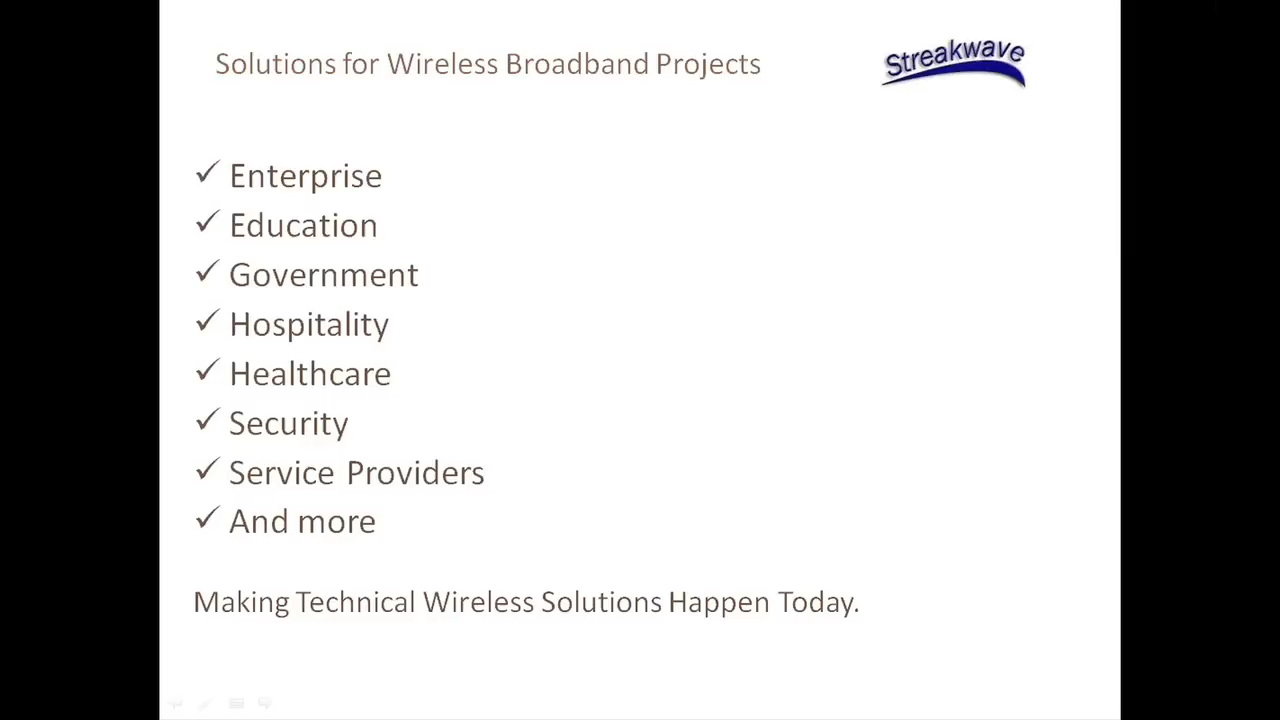 Solutions for Wireless Broadband Projects
Streakwave
✓ Enterprise
✓ Education
✓ Government
✓ Hospitality
✓ Healthcare
✓ Security
✓ Service Providers
✓ And more
Making Technical Wireless Solutions Happen Today.